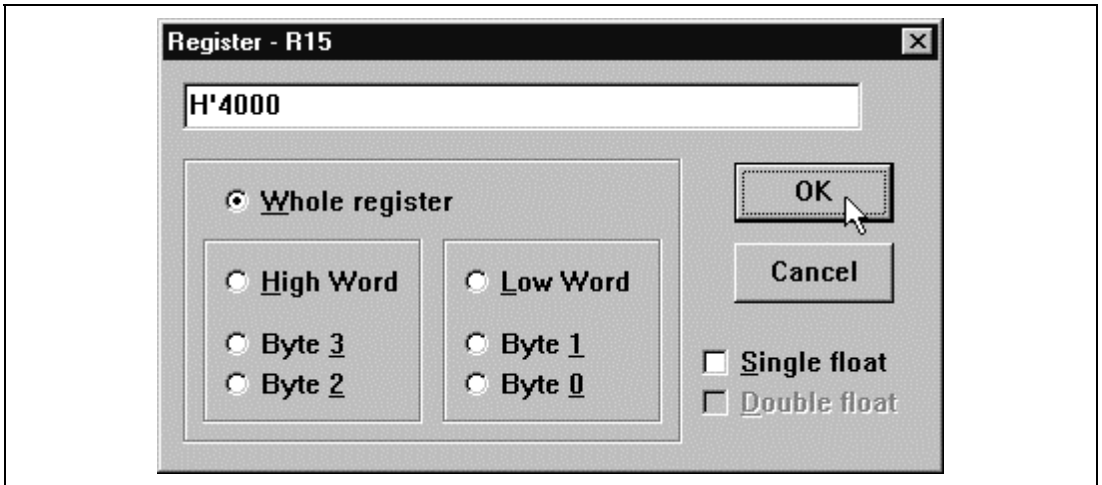 Register - R15
H'4000
Whole register
High Word
Byte 3
Byte 2
Low Word
Byte 1
Byte 0
OK
Cancel
Single float
Double float